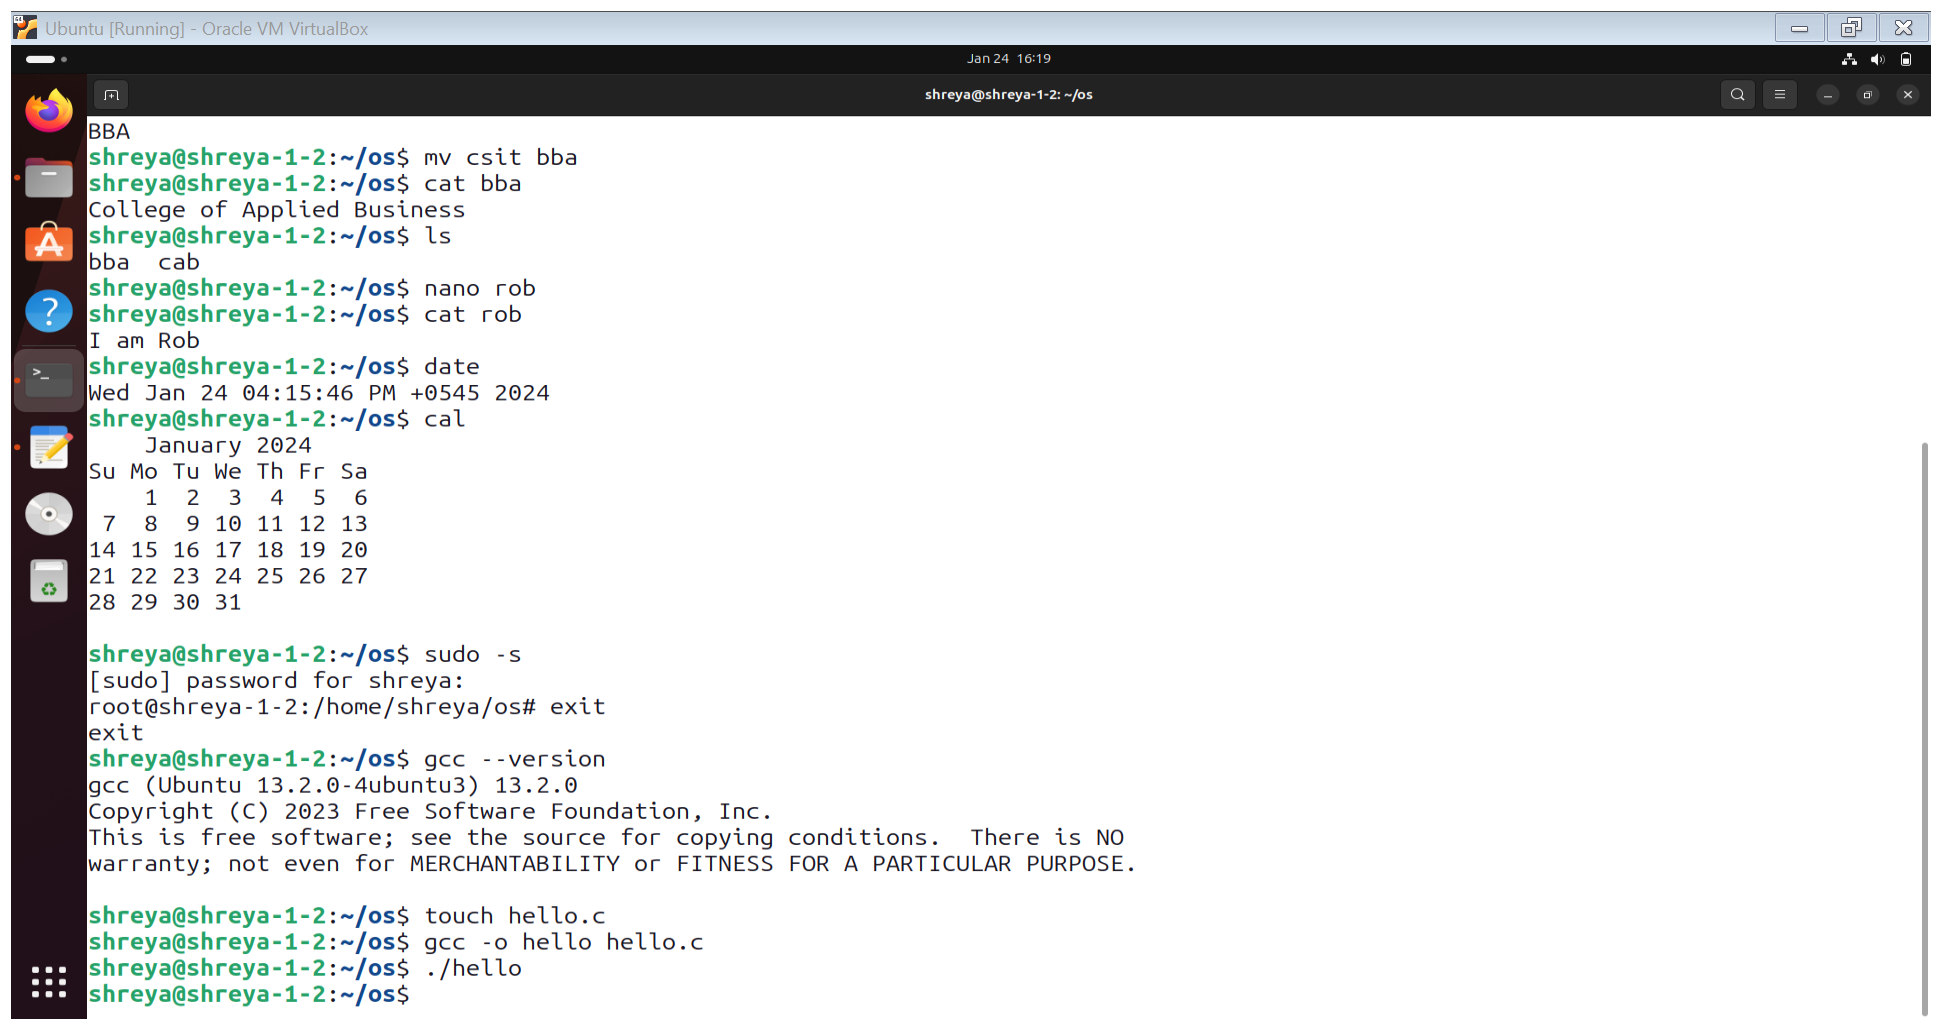 Ubuntu [Running] - Oracle VM VirtualBox
Jan 24 16:19
shreya@shreya-1-2: ~/os
BBA
shreya@shreya-1-2:~/os$ mv csit bba
shreya@shreya-1-2:~/os$ cat bba
College of Applied Business
shreya@shreya-1-2:~/os$ ls
bba  cab
shreya@shreya-1-2:~/os$ nano rob
shreya@shreya-1-2:~/os$ cat rob
I am Rob
shreya@shreya-1-2:~/os$ date
Wed Jan 24 04:15:46 PM +0545 2024
shreya@shreya-1-2:~/os$ cal
    January 2024
Su Mo Tu We Th Fr Sa
    1  2  3  4  5  6
 7  8  9 10 11 12 13
14 15 16 17 18 19 20
21 22 23 24 25 26 27
28 29 30 31
shreya@shreya-1-2:~/os$ sudo -s
[sudo] password for shreya:
root@shreya-1-2:/home/shreya/os# exit
exit
shreya@shreya-1-2:~/os$ gcc --version
gcc (Ubuntu 13.2.0-4ubuntu3) 13.2.0
Copyright (C) 2023 Free Software Foundation, Inc.
This is free software; see the source for copying conditions.  There is NO
warranty; not even for MERCHANTABILITY or FITNESS FOR A PARTICULAR PURPOSE.
shreya@shreya-1-2:~/os$ touch hello.c
shreya@shreya-1-2:~/os$ gcc -o hello hello.c
shreya@shreya-1-2:~/os$ ./hello
shreya@shreya-1-2:~/os$